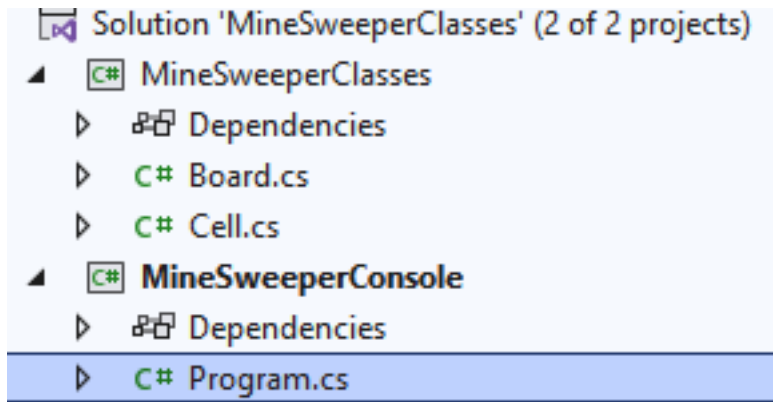 Solution 'MineSweeperClasses' (2 of 2 projects)
C# MineSweeperClasses
Dependencies
C# Board.cs
C# Cell.cs
C# MineSweeperConsole
Dependencies
C# Program.cs